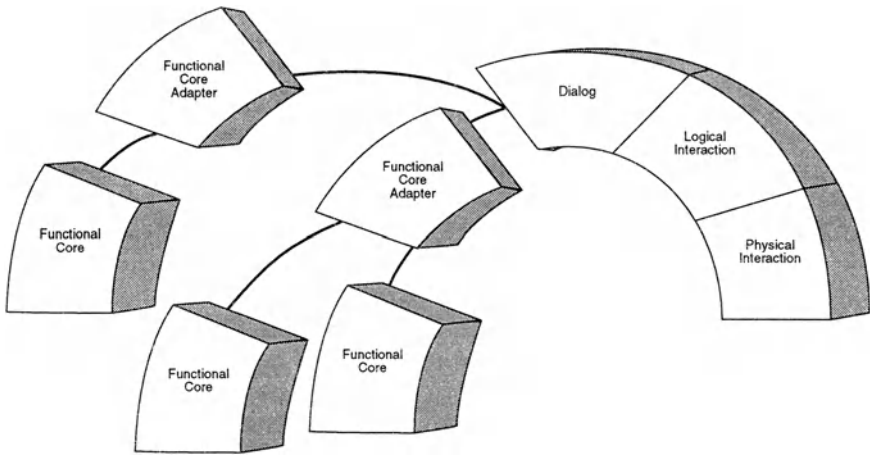 Functional
Core
Adapter
Dialog
Logical
Interaction
Functional
Core
Adapter
Functional
Core
Physical
Interaction
Functional
Core
Functional
Core